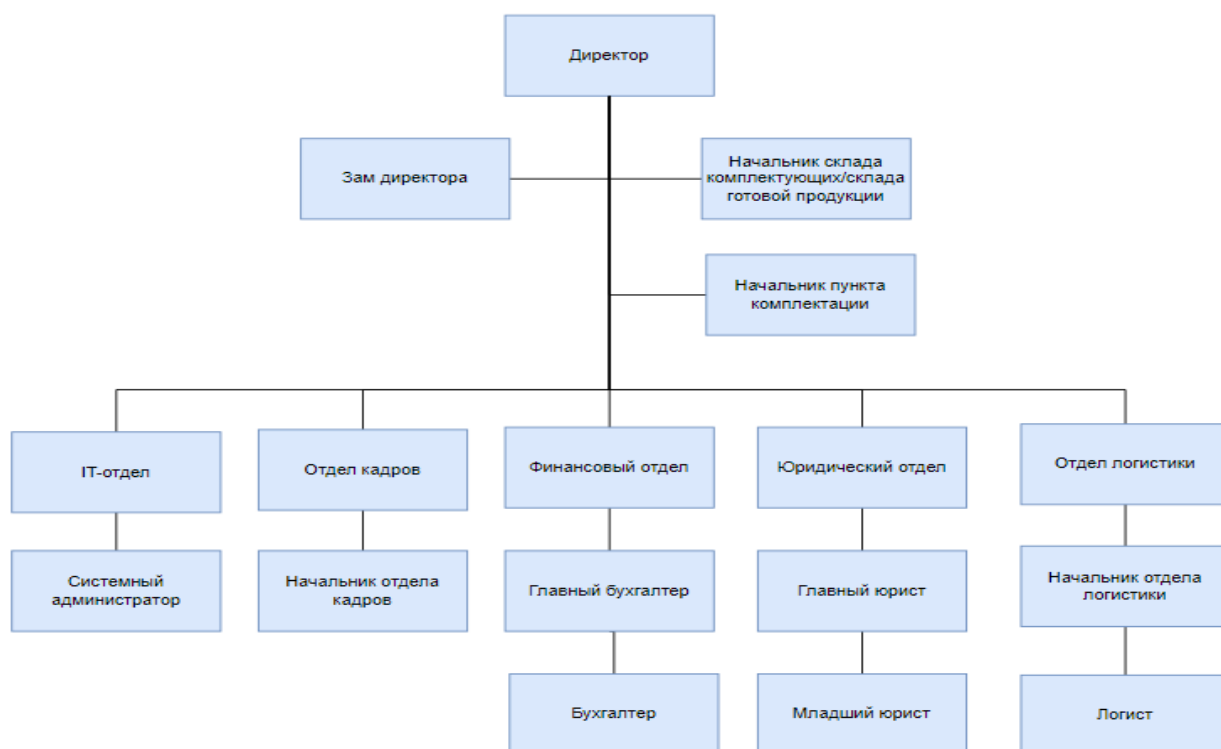 Директор
Зам директора
Начальник склада
комплектующих/склада
готовой продукции
Начальник пункта
комплектации
IT-отдел
Отдел кадров
Финансовый отдел
Юридический отдел
Отдел логистики
Системный
администратор
Начальник отдела
кадров
Главный бухгалтер
Главный юрист
Начальник отдела
логистики
Бухгалтер
Младший юрист
Логист